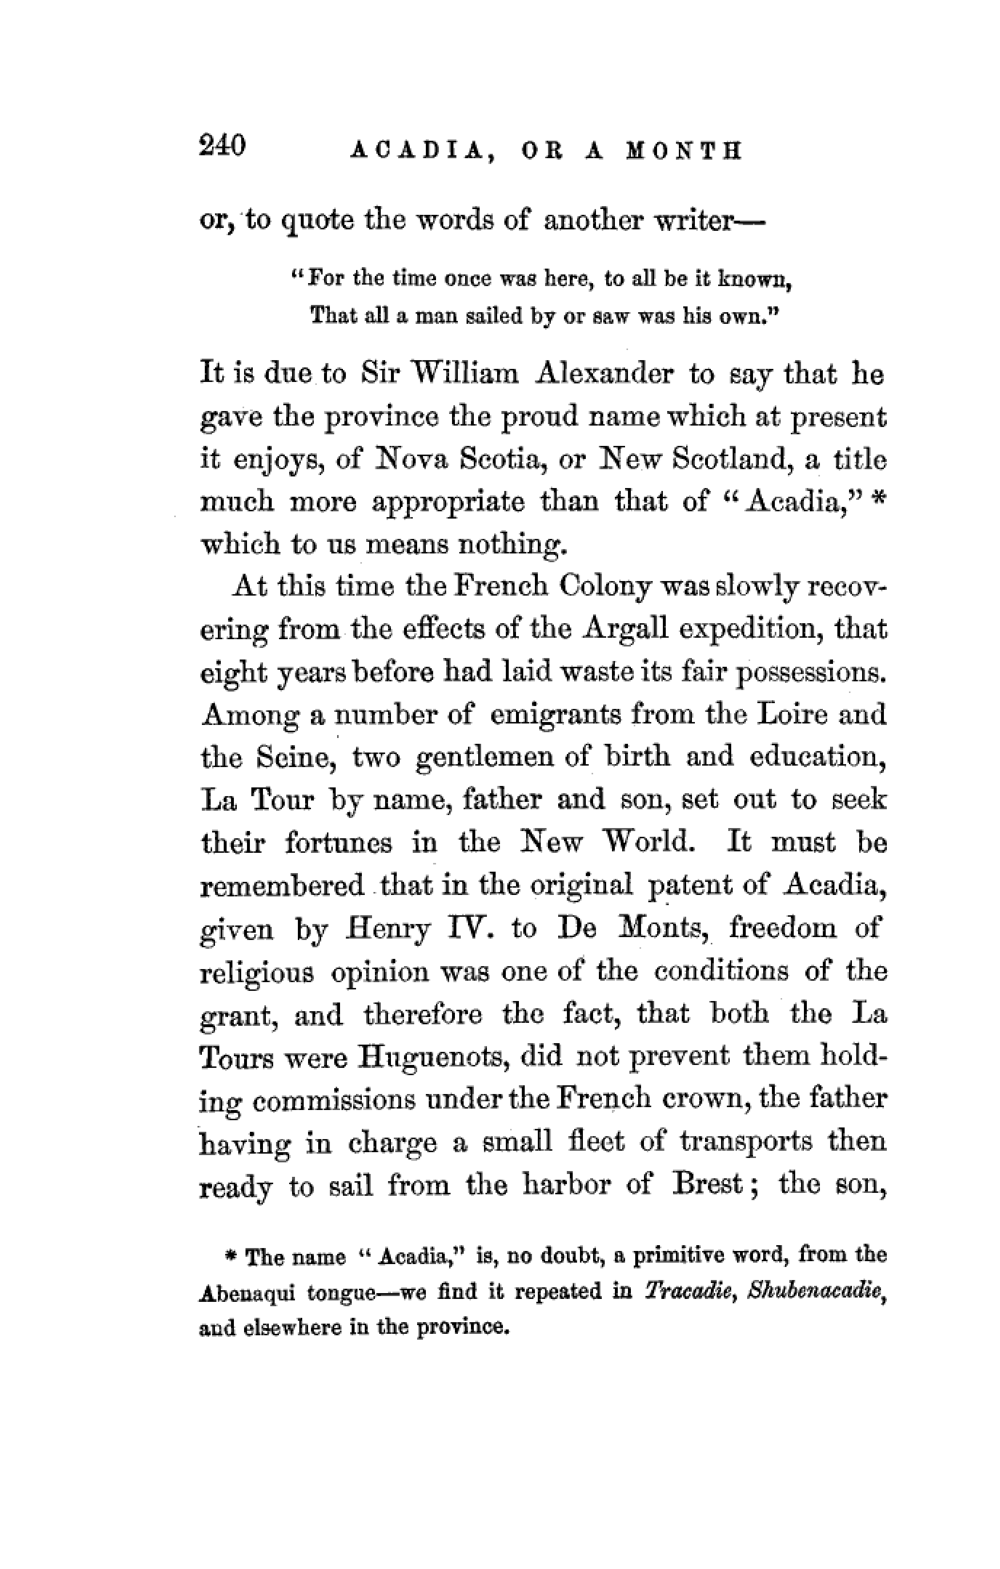 240 ACADIA, OR A MONTH
or, to quote the words of another writer—
“For the time once was here, to all be it known,
That all a man sailed by or saw was his own.”
It is due to Sir William Alexander to say that he
gave the province the proud name which at present
it enjoys, of Nova Scotia, or New Scotland, a title
much more appropriate than that of “Acadia,” *
which to us means nothing.
At this time the French Colony was slowly recov-
ering from the effects of the Argall expedition, that
eight years before had laid waste its fair possessions.
Among a number of emigrants from the Loire and
the Seine, two gentlemen of birth and education,
La Tour by name, father and son, set out to seek
their fortunes in the New World. It must be
remembered that in the original patent of Acadia,
given by Henry IV. to De Monts, freedom of
religious opinion was one of the conditions of the
grant, and therefore the fact, that both the La
Tours were Huguenots, did not prevent them hold-
ing commissions under the French crown, the father
having in charge a small fleet of transports then
ready to sail from the harbor of Brest; the son,
* The name “Acadia,” is, no doubt, a primitive word, from the
Abenaqui tongue—we find it repeated in Tracadie, Shubenacadie,
and elsewhere in the province.